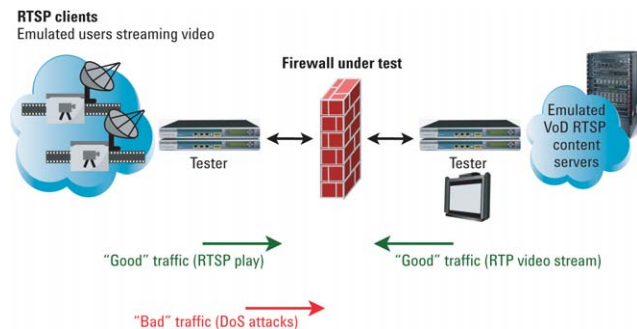 RTSP clients
Emulated users streaming video
Firewall under test
Tester
Tester
Emulated
VoD RTSP
content
servers
“Good” traffic (RTSP play)
“Good” traffic (RTP video stream)
“Bad” traffic (DoS attacks)